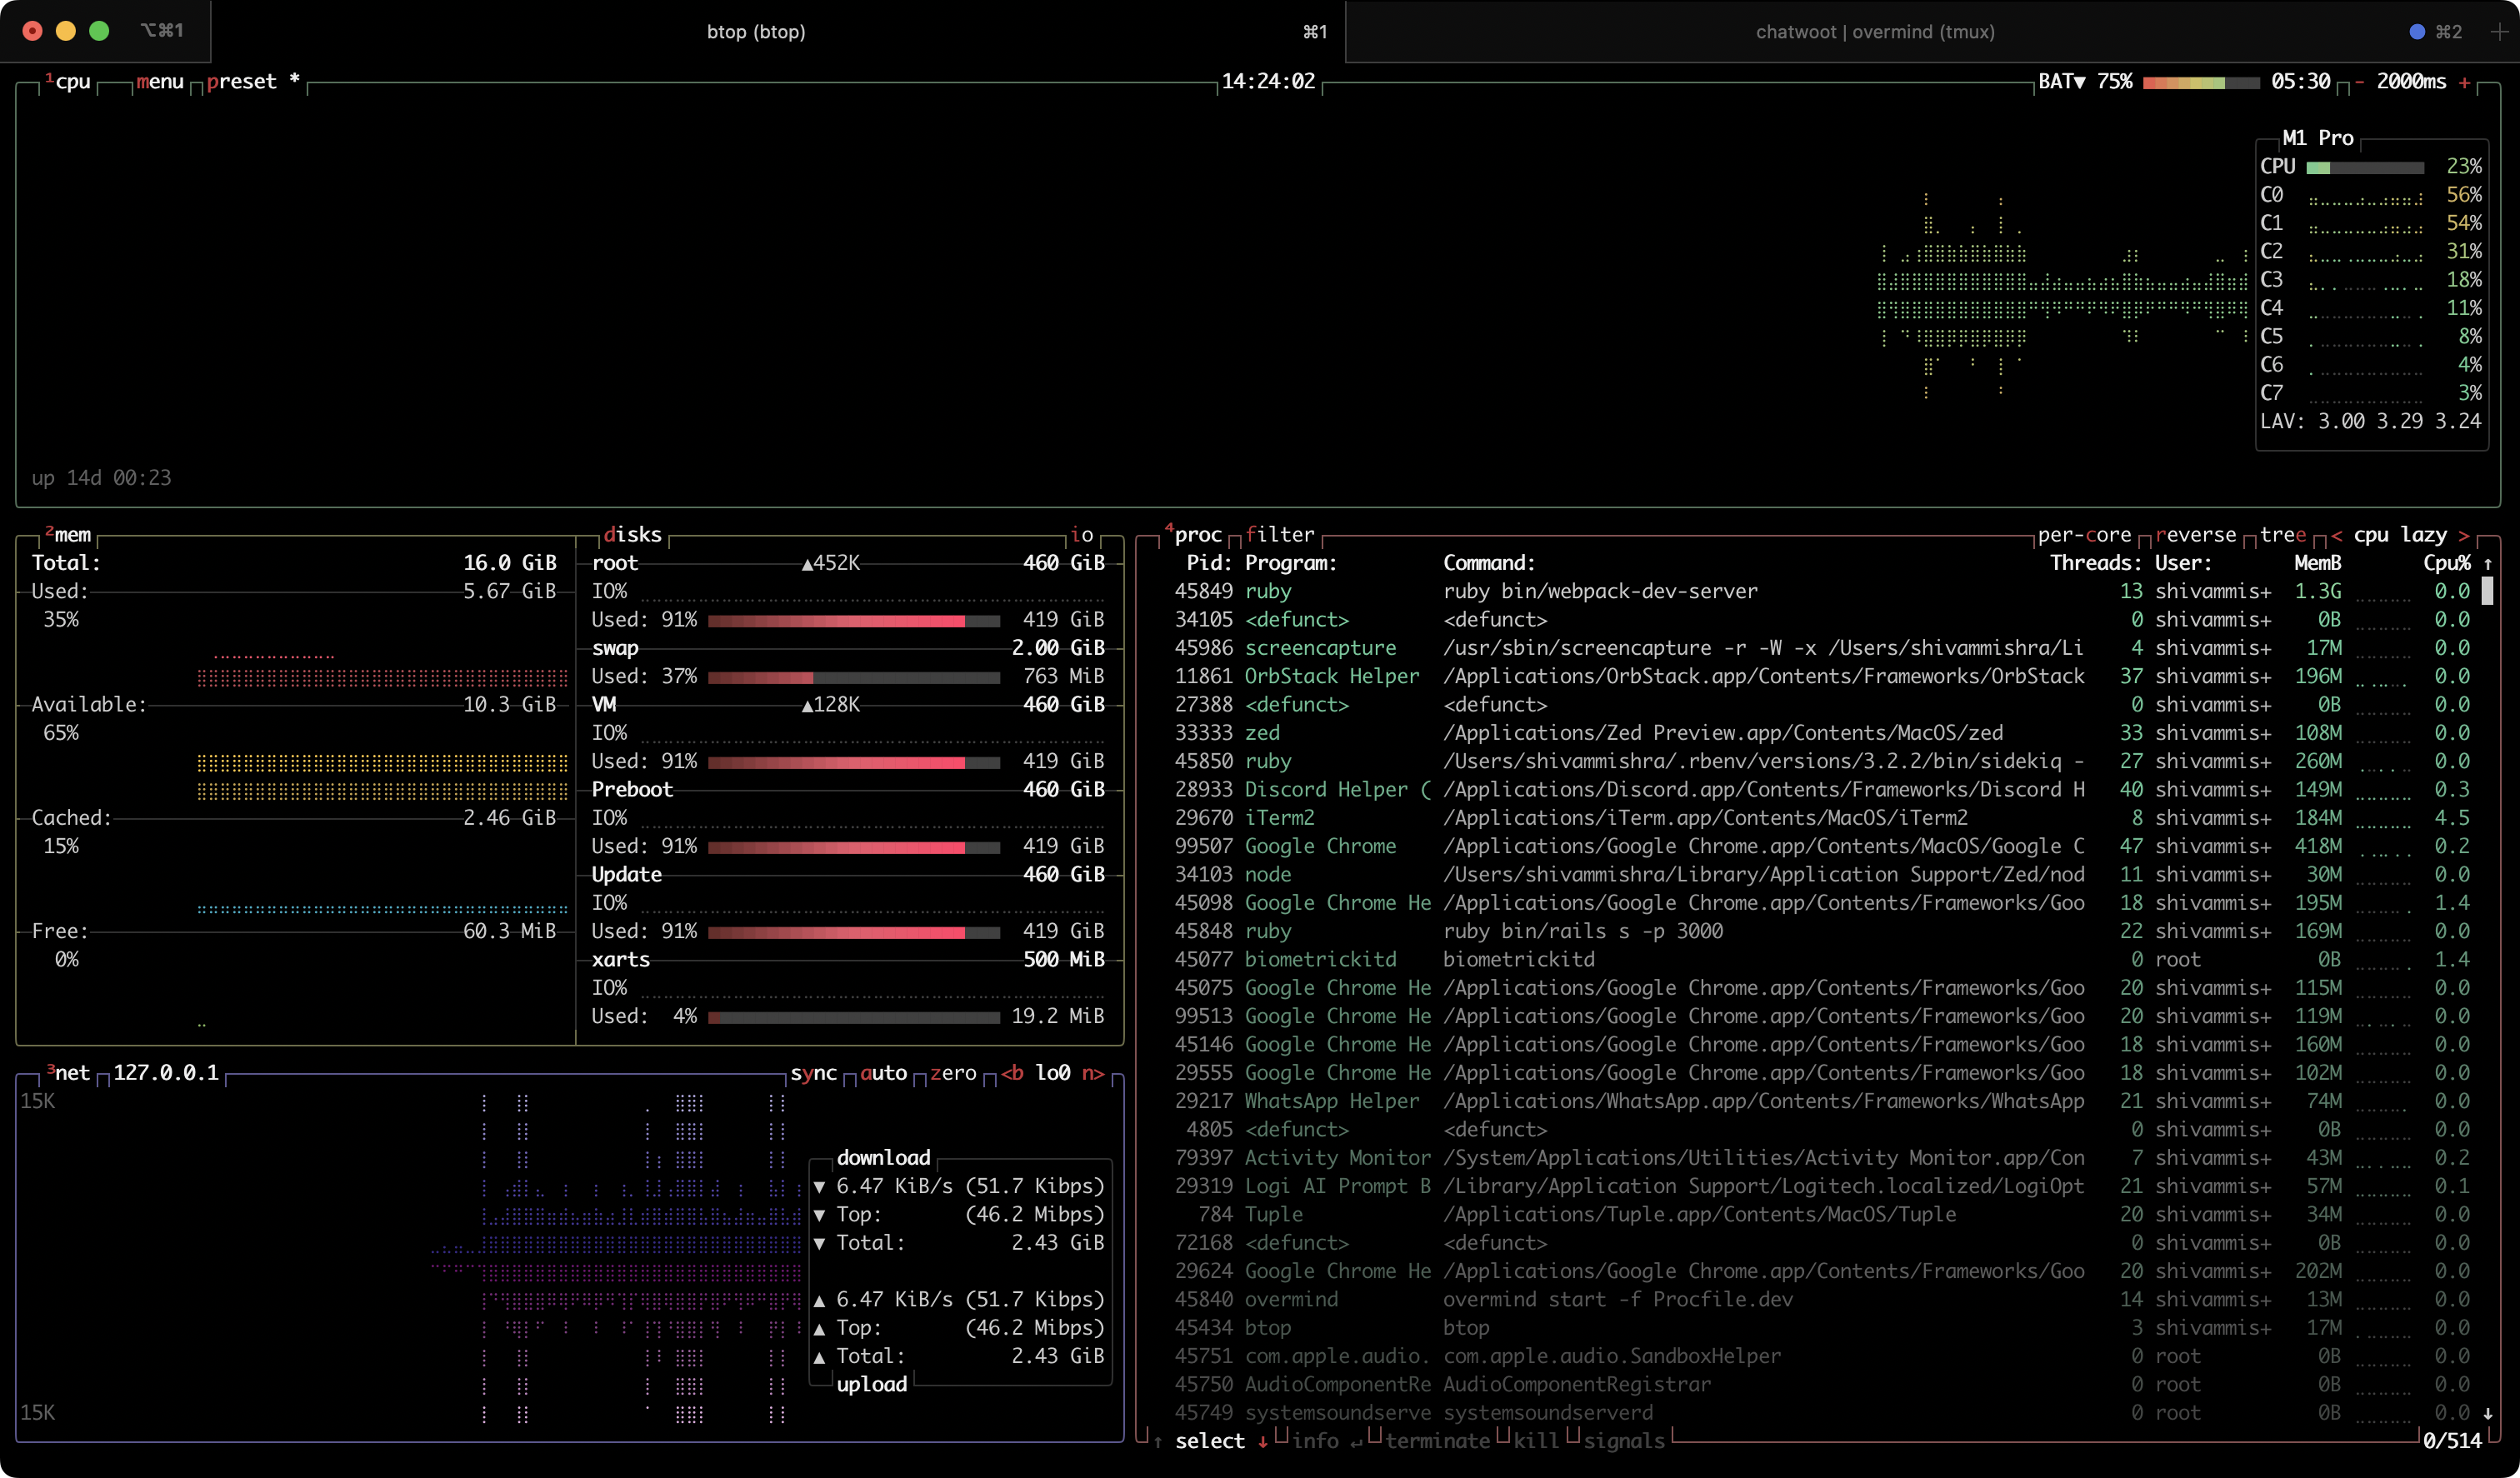 ⌥⌘1 btop (btop) ⌘1 chatwoot | overmind (tmux) ⌘2 +
¹cpu menu preset * 14:24:02 BAT▼ 75% 05:30 - 2000ms +
M1 Pro
CPU 23%
C0 56%
C1 54%
C2 31%
C3 18%
C4 11%
C5 8%
C6 4%
C7 3%
LAV: 3.00 3.29 3.24
up 14d 00:23
²mem
Total: 16.0 GiB
Used: 5.67 GiB
35%
Available: 10.3 GiB
65%
Cached: 2.46 GiB
15%
Free: 60.3 MiB
0%
disks io
root ▲452K 460 GiB
IO%
Used: 91% 419 GiB
swap 2.00 GiB
Used: 37% 763 MiB
VM ▲128K 460 GiB
IO%
Used: 91% 419 GiB
Preboot 460 GiB
IO%
Used: 91% 419 GiB
Update 460 GiB
IO%
Used: 91% 419 GiB
xarts 500 MiB
IO%
Used: 4% 19.2 MiB
³net 127.0.0.1 sync auto zero <b lo0 n>
15K
download
▼ 6.47 KiB/s (51.7 Kibps)
▼ Top: (46.2 Mibps)
▼ Total: 2.43 GiB
▲ 6.47 KiB/s (51.7 Kibps)
▲ Top: (46.2 Mibps)
▲ Total: 2.43 GiB
upload
15K
⁴proc filter per-core reverse tree < cpu lazy >
Pid: Program: Command: Threads: User: MemB Cpu% ↑
45849 ruby ruby bin/webpack-dev-server 13 shivammis+ 1.3G 0.0
34105 <defunct> <defunct> 0 shivammis+ 0B 0.0
45986 screencapture /usr/sbin/screencapture -r -W -x /Users/shivammishra/Li 4 shivammis+ 17M 0.0
11861 OrbStack Helper /Applications/OrbStack.app/Contents/Frameworks/OrbStack 37 shivammis+ 196M 0.0
27388 <defunct> <defunct> 0 shivammis+ 0B 0.0
33333 zed /Applications/Zed Preview.app/Contents/MacOS/zed 33 shivammis+ 108M 0.0
45850 ruby /Users/shivammishra/.rbenv/versions/3.2.2/bin/sidekiq - 27 shivammis+ 260M 0.0
28933 Discord Helper ( /Applications/Discord.app/Contents/Frameworks/Discord H 40 shivammis+ 149M 0.3
29670 iTerm2 /Applications/iTerm.app/Contents/MacOS/iTerm2 8 shivammis+ 184M 4.5
99507 Google Chrome /Applications/Google Chrome.app/Contents/MacOS/Google C 47 shivammis+ 418M 0.2
34103 node /Users/shivammishra/Library/Application Support/Zed/nod 11 shivammis+ 30M 0.0
45098 Google Chrome He /Applications/Google Chrome.app/Contents/Frameworks/Goo 18 shivammis+ 195M 1.4
45848 ruby ruby bin/rails s -p 3000 22 shivammis+ 169M 0.0
45077 biometrickitd biometrickitd 0 root 0B 1.4
45075 Google Chrome He /Applications/Google Chrome.app/Contents/Frameworks/Goo 20 shivammis+ 115M 0.0
99513 Google Chrome He /Applications/Google Chrome.app/Contents/Frameworks/Goo 20 shivammis+ 119M 0.0
45146 Google Chrome He /Applications/Google Chrome.app/Contents/Frameworks/Goo 18 shivammis+ 160M 0.0
29555 Google Chrome He /Applications/Google Chrome.app/Contents/Frameworks/Goo 18 shivammis+ 102M 0.0
29217 WhatsApp Helper /Applications/WhatsApp.app/Contents/Frameworks/WhatsApp 21 shivammis+ 74M 0.0
4805 <defunct> <defunct> 0 shivammis+ 0B 0.0
79397 Activity Monitor /System/Applications/Utilities/Activity Monitor.app/Con 7 shivammis+ 43M 0.2
29319 Logi AI Prompt B /Library/Application Support/Logitech.localized/LogiOpt 21 shivammis+ 57M 0.1
784 Tuple /Applications/Tuple.app/Contents/MacOS/Tuple 20 shivammis+ 34M 0.0
72168 <defunct> <defunct> 0 shivammis+ 0B 0.0
29624 Google Chrome He /Applications/Google Chrome.app/Contents/Frameworks/Goo 20 shivammis+ 202M 0.0
45840 overmind overmind start -f Procfile.dev 14 shivammis+ 13M 0.0
45434 btop btop 3 shivammis+ 17M 0.0
45751 com.apple.audio. com.apple.audio.SandboxHelper 0 root 0B 0.0
45750 AudioComponentRe AudioComponentRegistrar 0 root 0B 0.0
45749 systemsoundserve systemsoundserverd 0 root 0B 0.0 ↓
↑ select ↓ info ↵ terminate kill signals 0/514